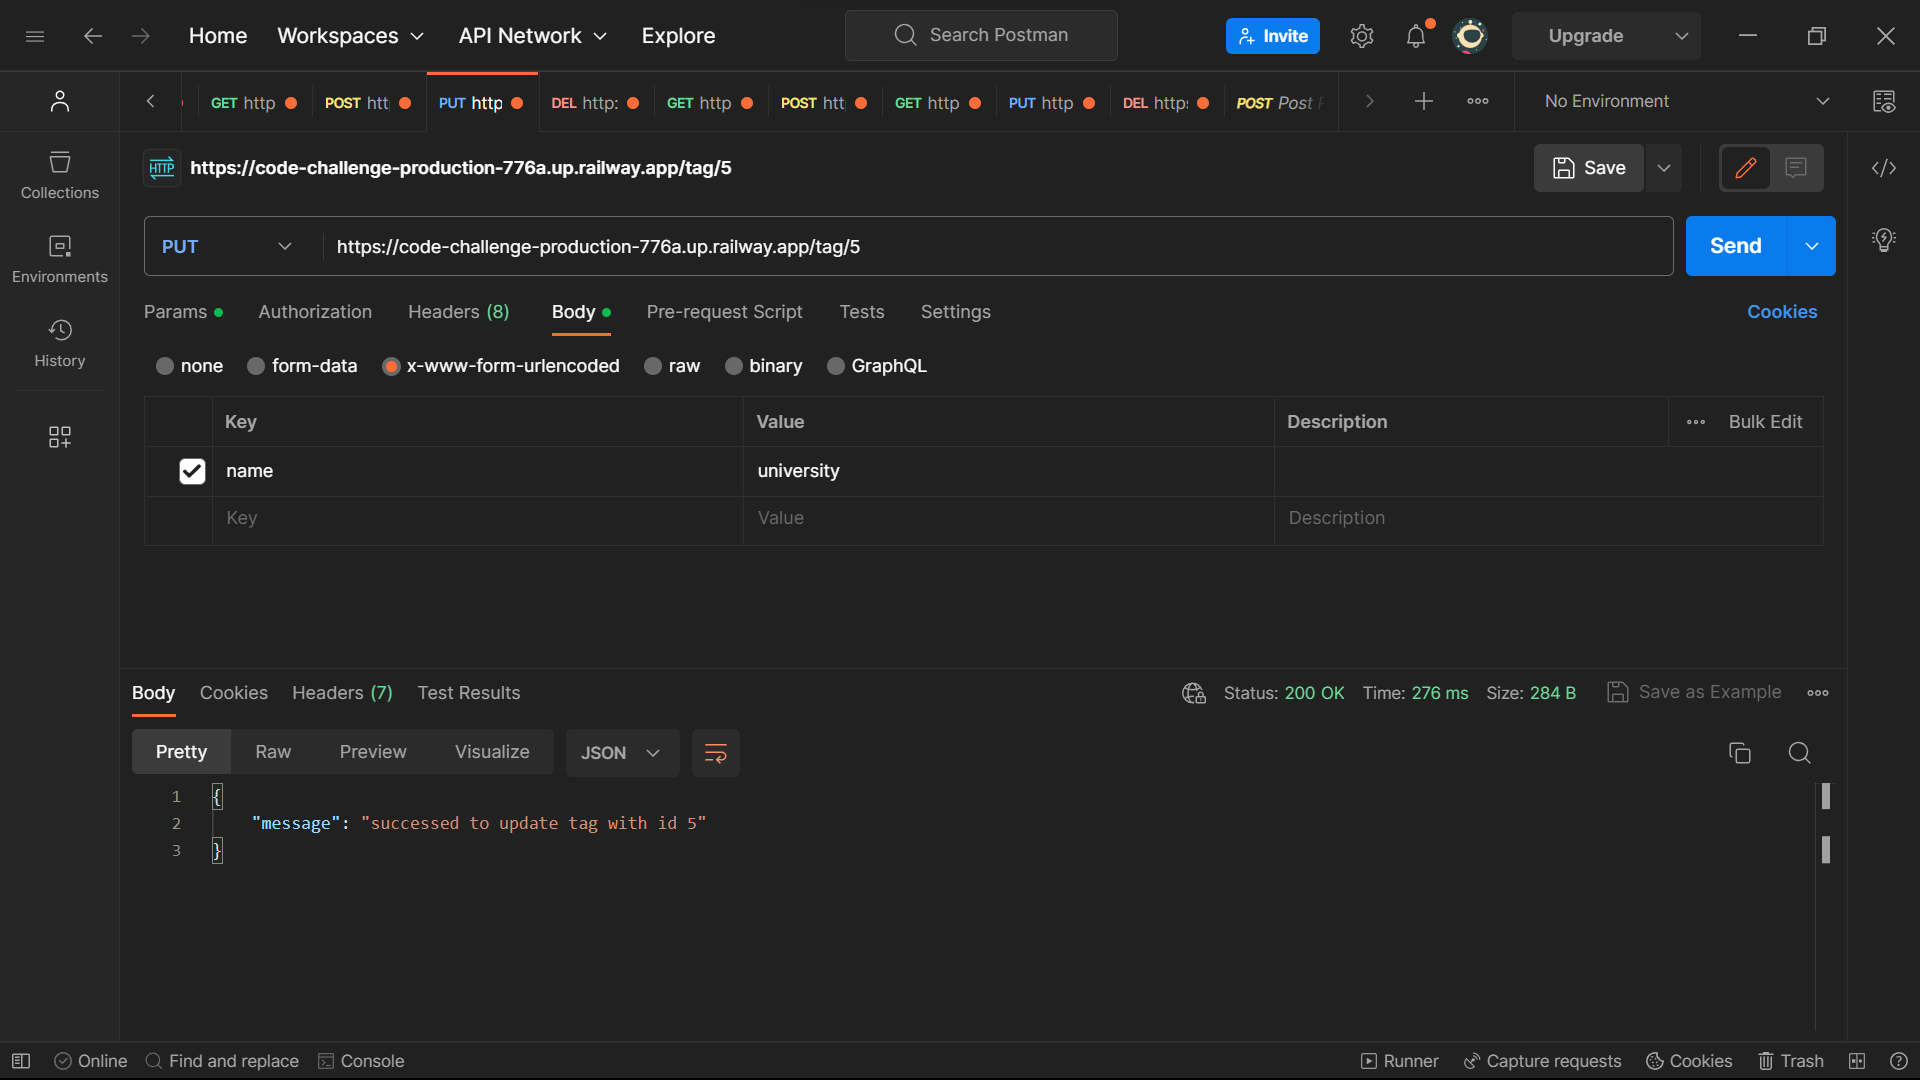 Home Workspaces API Network Explore Search Postman Invite Upgrade
GET http POST htt PUT http DEL http: GET http POST htt GET http PUT http DEL http: POST Post No Environment
HTTP https://code-challenge-production-776a.up.railway.app/tag/5 Save
Collections
PUT https://code-challenge-production-776a.up.railway.app/tag/5 Send
Environments
Params Authorization Headers (8) Body Pre-request Script Tests Settings Cookies
History
none form-data x-www-form-urlencoded raw binary GraphQL
Key Value Description Bulk Edit
name university
Key Value Description
Body Cookies Headers (7) Test Results Status: 200 OK Time: 276 ms Size: 284 B Save as Example
Pretty Raw Preview Visualize JSON
1 {
2 "message": "successed to update tag with id 5"
3 }
Online Find and replace Console Runner Capture requests Cookies Trash